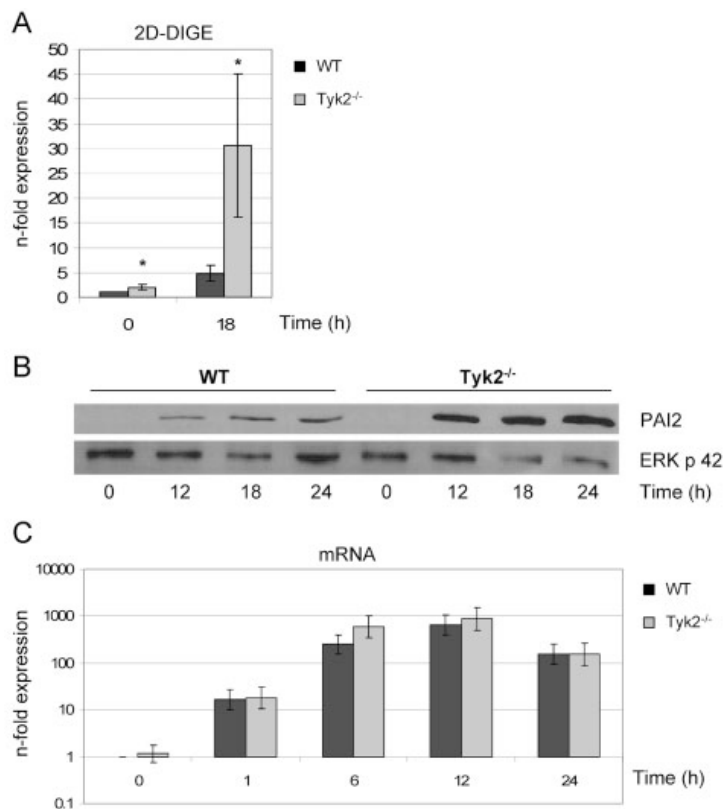 A
2D-DIGE
50
45
40
35
30
25
20
15
10
5
0
n-fold expression
*
*
WT
Tyk2-/-
0 18 Time (h)
B
WT Tyk2-/-
PAI2
ERK p 42
0 12 18 24 0 12 18 24 Time (h)
C
mRNA
10000
1000
100
10
1
0.1
n-fold expression
WT
Tyk2-/-
0 1 6 12 24 Time (h)